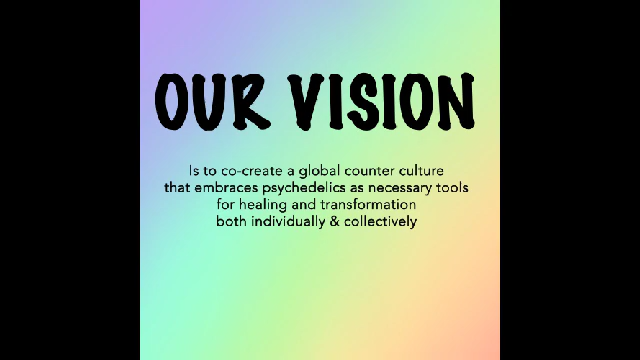 OUR VISION
Is to co-create a global counter culture
that embraces psychedelics as necessary tools
for healing and transformation
both individually & collectively